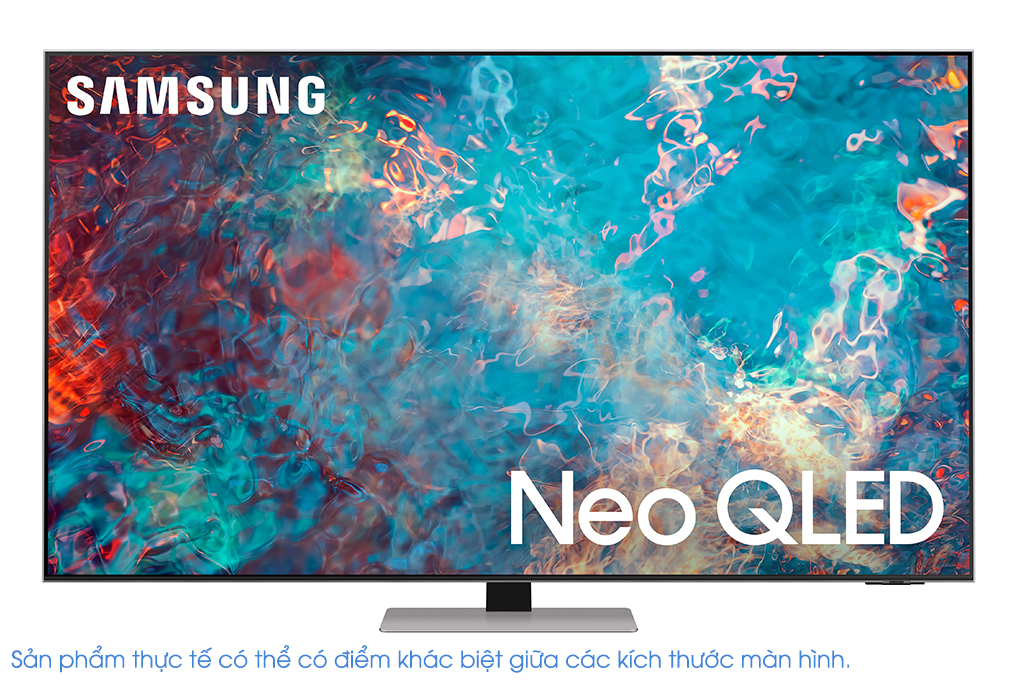 SAMSUNG
Neo QLED
Sản phẩm thực tế có thể có điểm khác biệt giữa các kích thước màn hình.